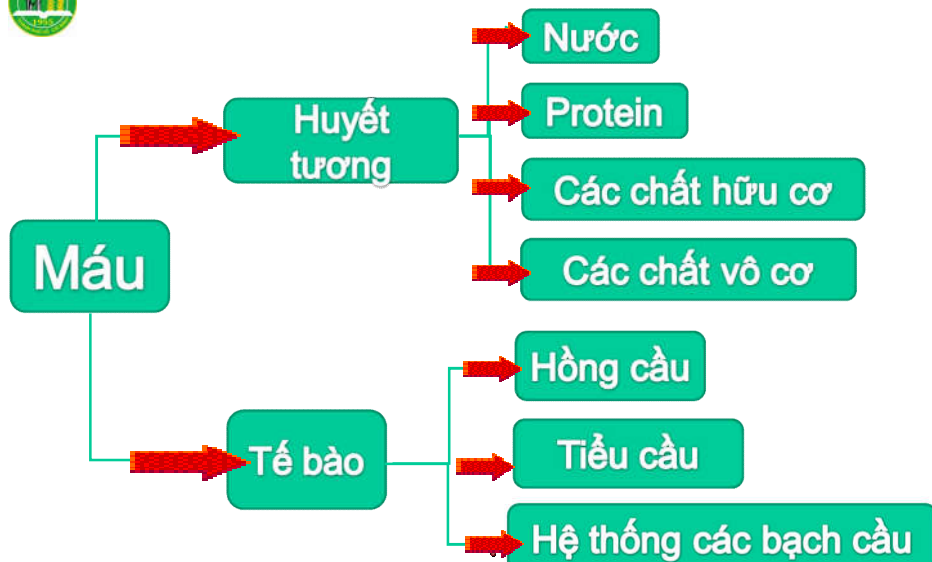 Máu
Huyết
tương
Nước
Protein
Các chất hữu cơ
Các chất vô cơ
Tế bào
Hồng cầu
Tiểu cầu
Hệ thống các bạch cầu
1955